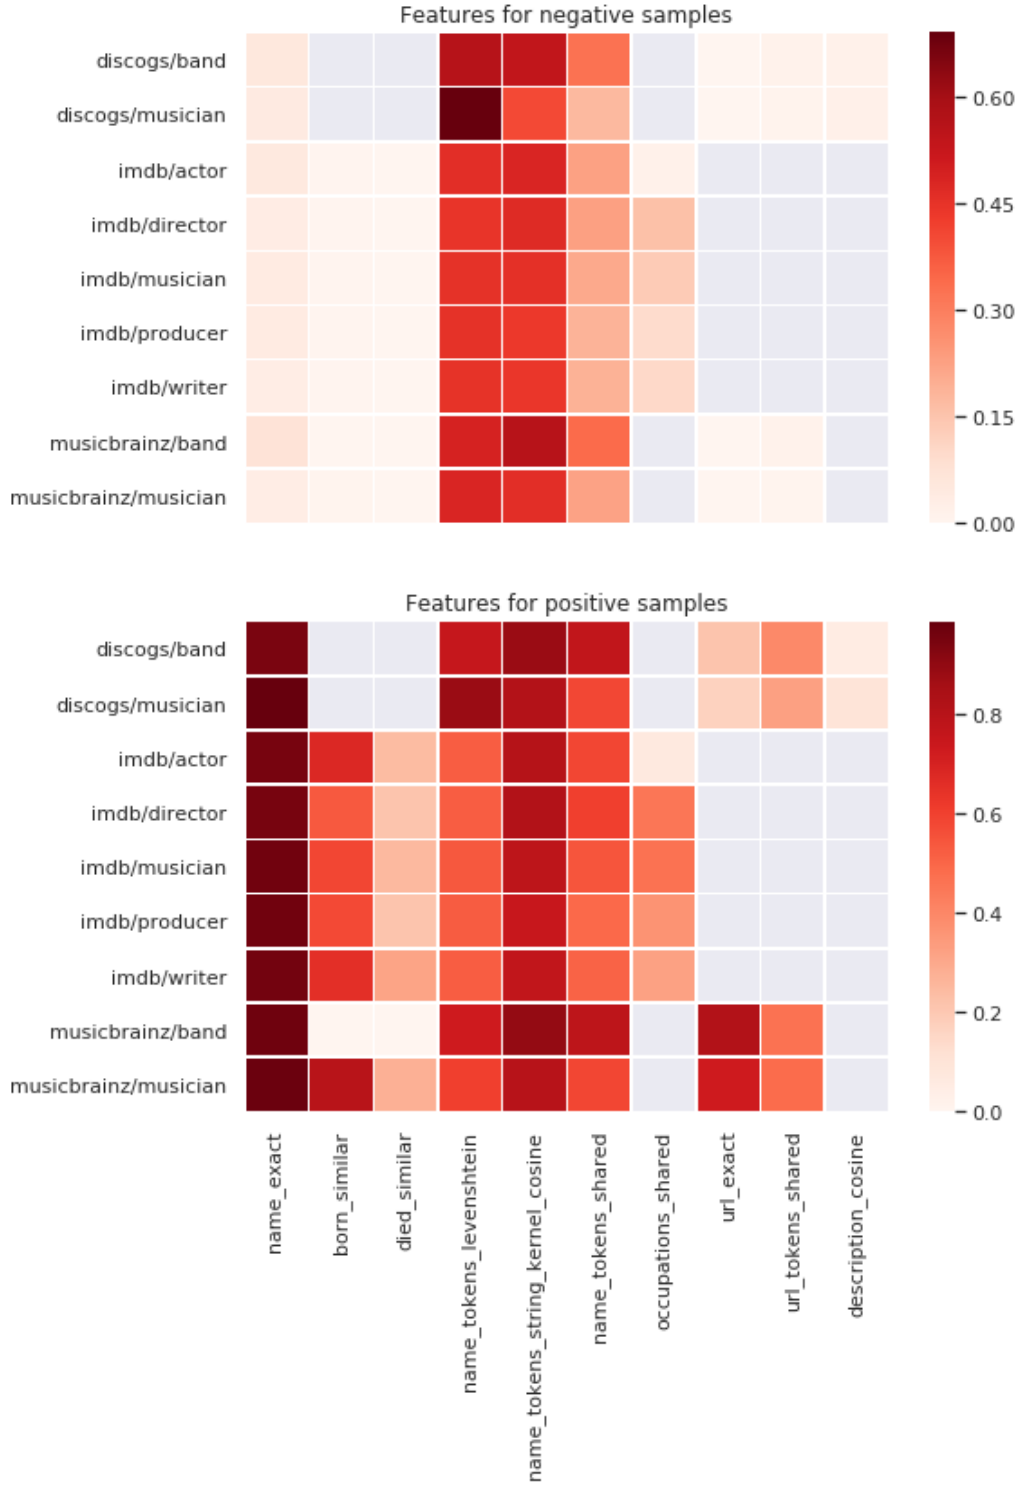 Features for negative samples
discogs/band
discogs/musician
imdb/actor
imdb/director
imdb/musician
imdb/producer
imdb/writer
musicbrainz/band
musicbrainz/musician
0.60
0.45
0.30
0.15
0.00
Features for positive samples
discogs/band
discogs/musician
imdb/actor
imdb/director
imdb/musician
imdb/producer
imdb/writer
musicbrainz/band
musicbrainz/musician
0.8
0.6
0.4
0.2
0.0
name_exact
born_similar
died_similar
name_tokens_levenshtein
name_tokens_string_kernel_cosine
name_tokens_shared
occupations_shared
url_exact
url_tokens_shared
description_cosine